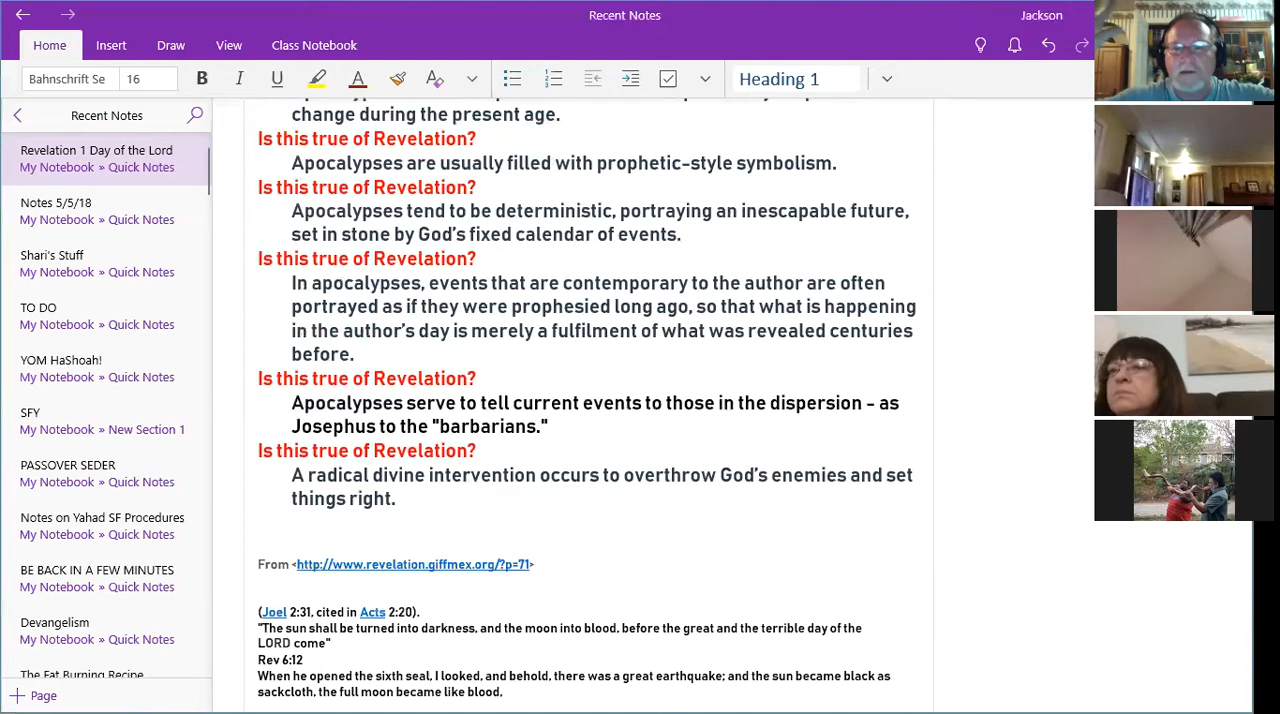 Recent Notes
Jackson
Home
Insert
Draw
View
Class Notebook
Bahnschrift Se
16
B
I
U
A
A
Heading 1
Recent Notes
Revelation 1 Day of the Lord
My Notebook » Quick Notes
Notes 5/5/18
My Notebook » Quick Notes
Shari's Stuff
My Notebook » Quick Notes
TO DO
My Notebook » Quick Notes
YOM HaShoah!
My Notebook » Quick Notes
SFY
My Notebook » New Section 1
PASSOVER SEDER
My Notebook » Quick Notes
Notes on Yahad SF Procedures
My Notebook » Quick Notes
BE BACK IN A FEW MINUTES
My Notebook » Quick Notes
Devangelism
My Notebook » Quick Notes
The Fat Burning Recipe
Page
change during the present age.
Is this true of Revelation?
Apocalypses are usually filled with prophetic-style symbolism.
Is this true of Revelation?
Apocalypses tend to be deterministic, portraying an inescapable future,
set in stone by God's fixed calendar of events.
Is this true of Revelation?
In apocalypses, events that are contemporary to the author are often
portrayed as if they were prophesied long ago, so that what is happening
in the author's day is merely a fulfilment of what was revealed centuries
before.
Is this true of Revelation?
Apocalypses serve to tell current events to those in the dispersion - as
Josephus to the "barbarians."
Is this true of Revelation?
A radical divine intervention occurs to overthrow God's enemies and set
things right.
From <http://www.revelation.giffmex.org/?p=71>
(Joel 2:31, cited in Acts 2:20).
"The sun shall be turned into darkness, and the moon into blood, before the great and the terrible day of the
LORD come"
Rev 6:12
When he opened the sixth seal, I looked, and behold, there was a great earthquake; and the sun became black as
sackcloth, the full moon became like blood,